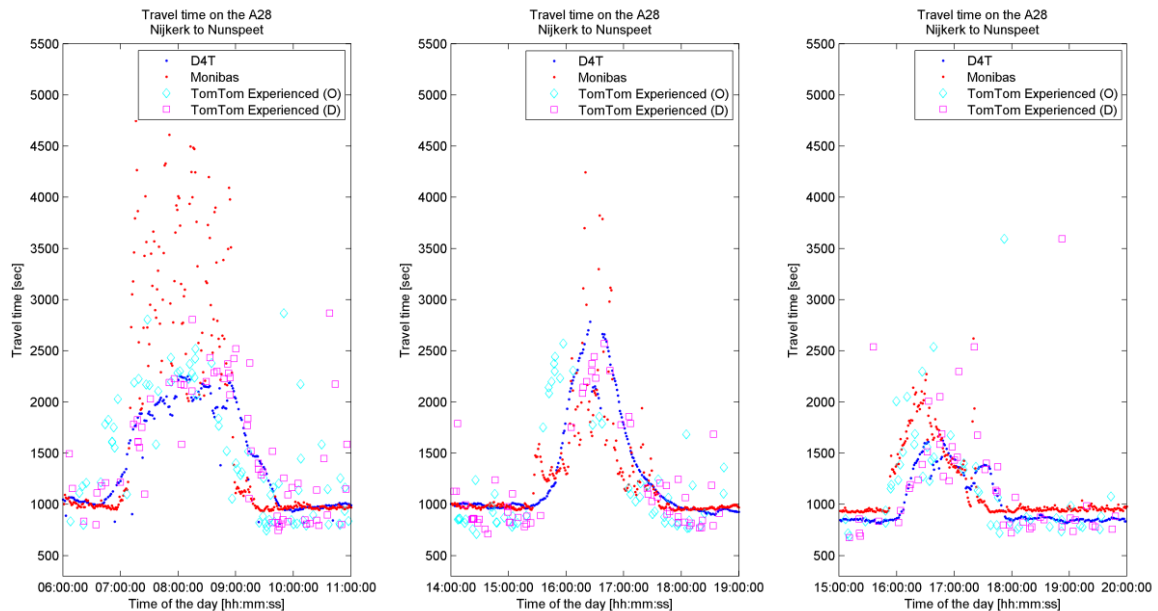 Travel time on the A28
Nijkerk to Nunspeet
5500
5000
4500
4000
3500
3000
2500
2000
1500
1000
500
Travel time [sec]
D4T
Monibas
TomTom Experienced (O)
TomTom Experienced (D)
06:00:00 07:00:00 08:00:00 09:00:00 10:00:00 11:00:00
Time of the day [hh:mm:ss]
Travel time on the A28
Nijkerk to Nunspeet
5500
5000
4500
4000
3500
3000
2500
2000
1500
1000
500
Travel time [sec]
D4T
Monibas
TomTom Experienced (O)
TomTom Experienced (D)
14:00:00 15:00:00 16:00:00 17:00:00 18:00:00 19:00:00
Time of the day [hh:mm:ss]
Travel time on the A28
Nijkerk to Nunspeet
5500
5000
4500
4000
3500
3000
2500
2000
1500
1000
500
Travel time [sec]
D4T
Monibas
TomTom Experienced (O)
TomTom Experienced (D)
15:00:00 16:00:00 17:00:00 18:00:00 19:00:00 20:00:00
Time of the day [hh:mm:ss]